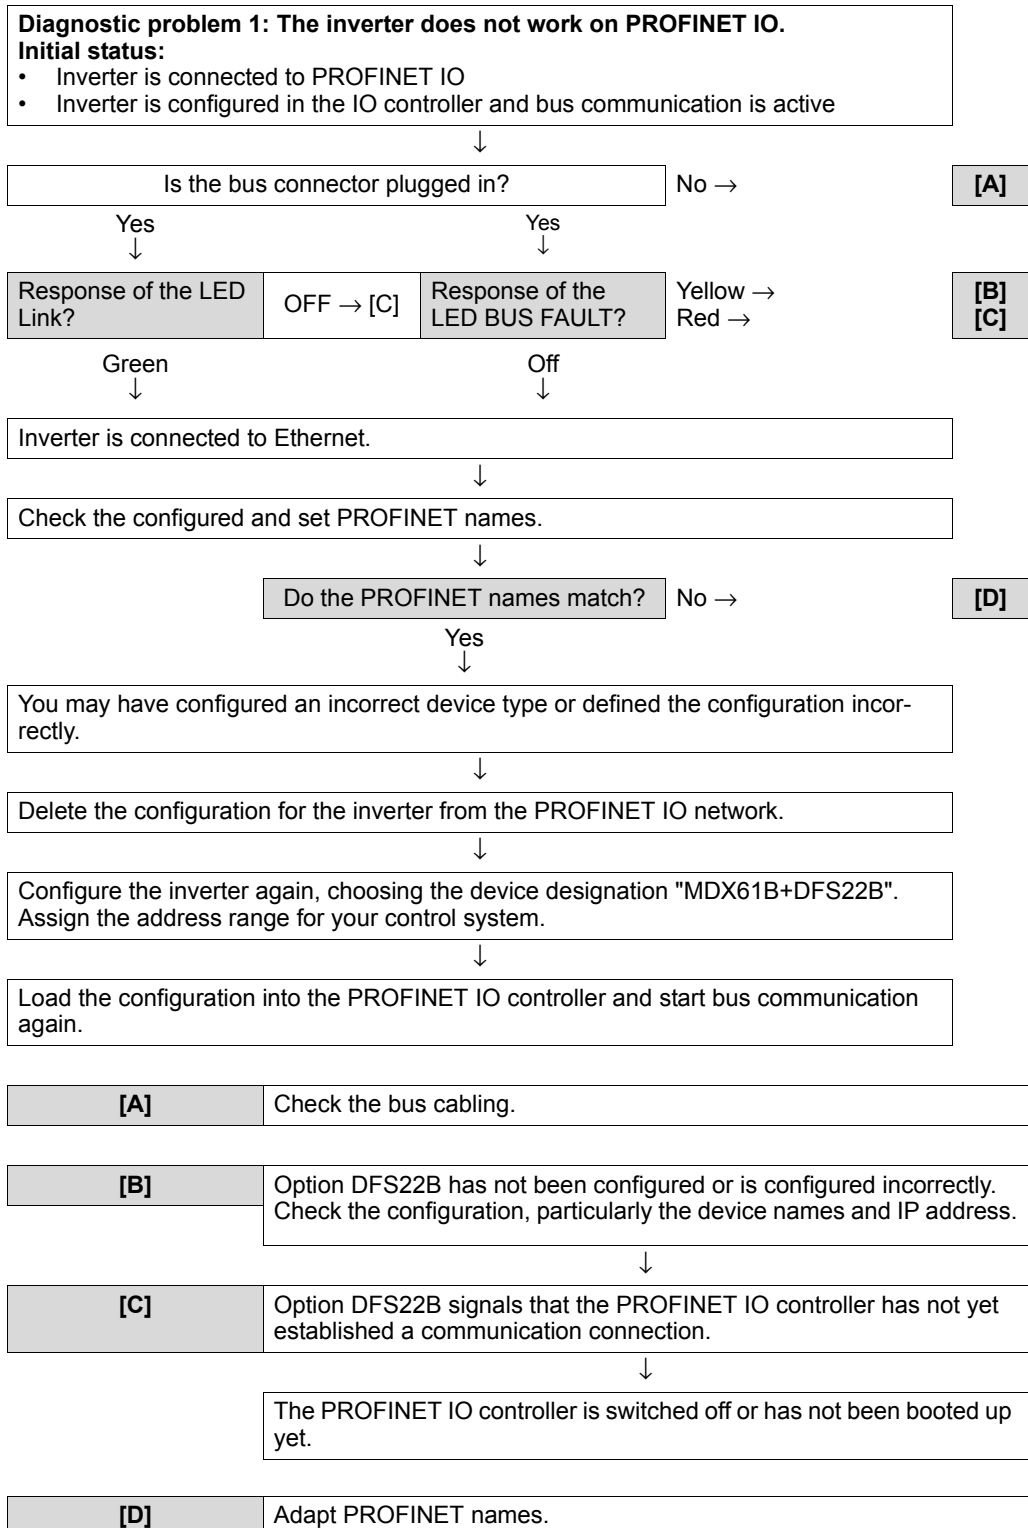 Diagnostic problem 1: The inverter does not work on PROFINET IO.
Initial status:
• Inverter is connected to PROFINET IO
• Inverter is configured in the IO controller and bus communication is active
↓
Is the bus connector plugged in? No → [A]
Yes Yes
↓ ↓
Response of the LED Link? OFF → [C] Response of the LED BUS FAULT? Yellow → [B]
Red → [C]
Green Off
↓ ↓
Inverter is connected to Ethernet.
↓
Check the configured and set PROFINET names.
↓
Do the PROFINET names match? No → [D]
Yes
↓
You may have configured an incorrect device type or defined the configuration incor-
rectly.
↓
Delete the configuration for the inverter from the PROFINET IO network.
↓
Configure the inverter again, choosing the device designation "MDX61B+DFS22B".
Assign the address range for your control system.
↓
Load the configuration into the PROFINET IO controller and start bus communication
again.
[A] Check the bus cabling.
[B] Option DFS22B has not been configured or is configured incorrectly.
Check the configuration, particularly the device names and IP address.
↓
[C] Option DFS22B signals that the PROFINET IO controller has not yet
established a communication connection.
↓
The PROFINET IO controller is switched off or has not been booted up
yet.
[D] Adapt PROFINET names.